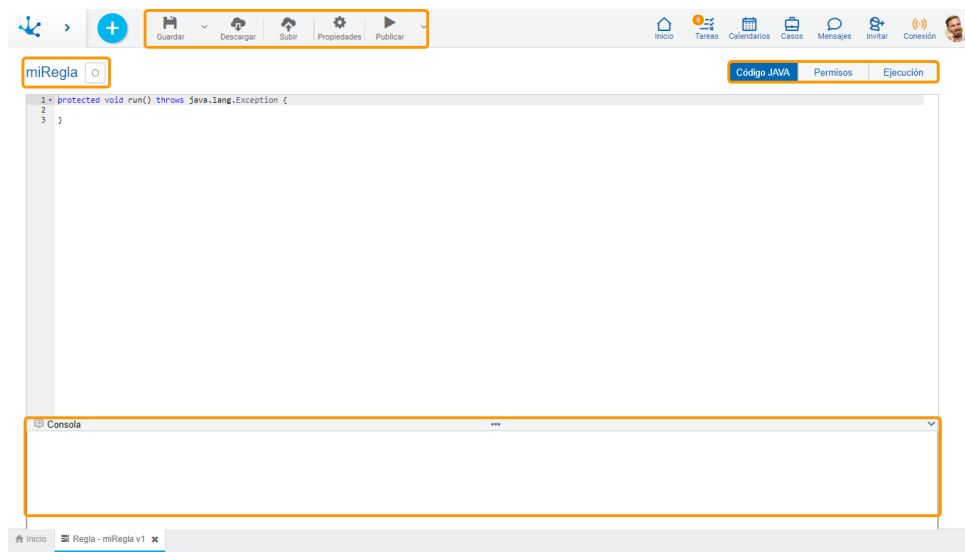 Guardar Descargar Subir Propiedades Publicar Inicio 9 Tareas Calendarios Casos Mensajes Invitar Conexión
miRegla Código JAVA Permisos Ejecución
1 protected void run() throws java.lang.Exception {
2
3 }
Consola
Inicio Regla - miRegla v1